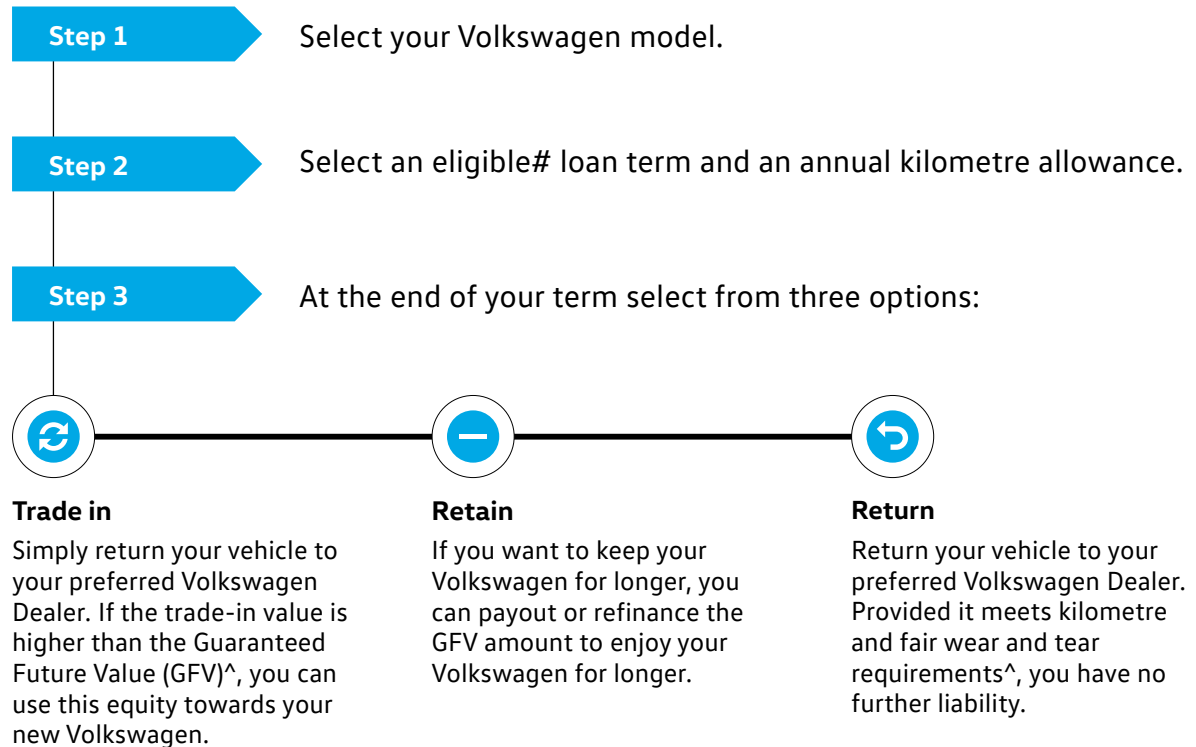 Step 1
Select your Volkswagen model.
Step 2
Select an eligible# loan term and an annual kilometre allowance.
Step 3
At the end of your term select from three options:
Trade in
Simply return your vehicle to
your preferred Volkswagen
Dealer. If the trade-in value is
higher than the Guaranteed
Future Value (GFV)^, you can
use this equity towards your
new Volkswagen.
Retain
If you want to keep your
Volkswagen for longer, you
can payout or refinance the
GFV amount to enjoy your
Volkswagen for longer.
Return
Return your vehicle to your
preferred Volkswagen Dealer.
Provided it meets kilometre
and fair wear and tear
requirements^, you have no
further liability.